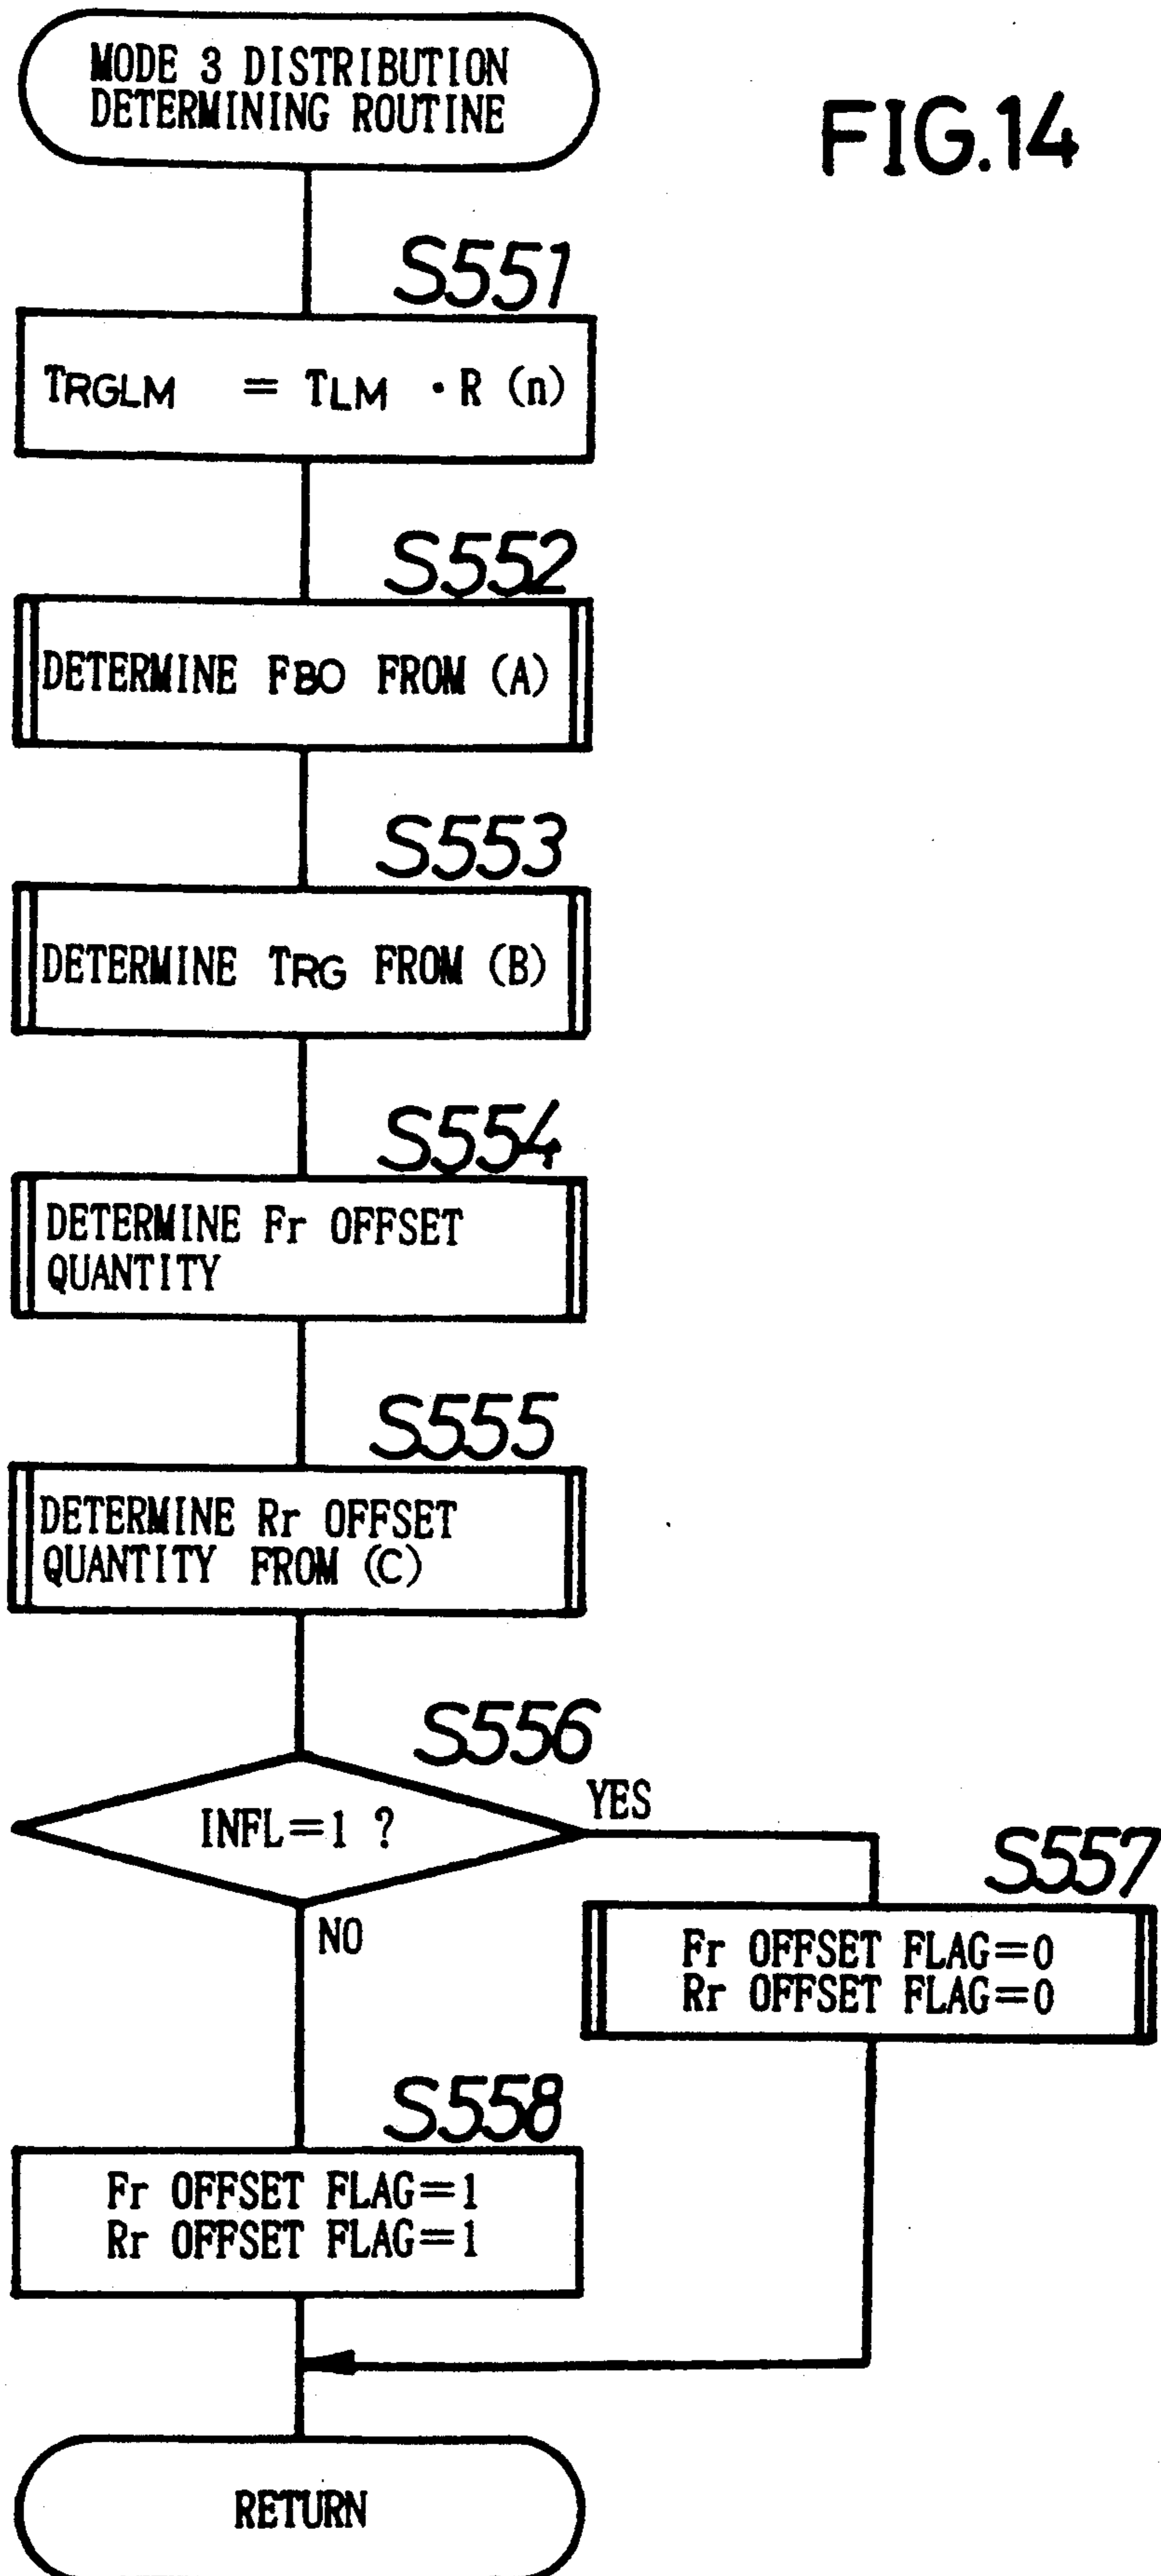 MODE 3 DISTRIBUTION
DETERMINING ROUTINE
FIG.14
S551
TRGLM = TLM · R (n)
S552
DETERMINE FBO FROM (A)
S553
DETERMINE TRG FROM (B)
S554
DETERMINE Fr OFFSET
QUANTITY
S555
DETERMINE Rr OFFSET
QUANTITY FROM (C)
S556
INFL=1 ?
YES
NO
S557
Fr OFFSET FLAG=0
Rr OFFSET FLAG=0
S558
Fr OFFSET FLAG=1
Rr OFFSET FLAG=1
RETURN